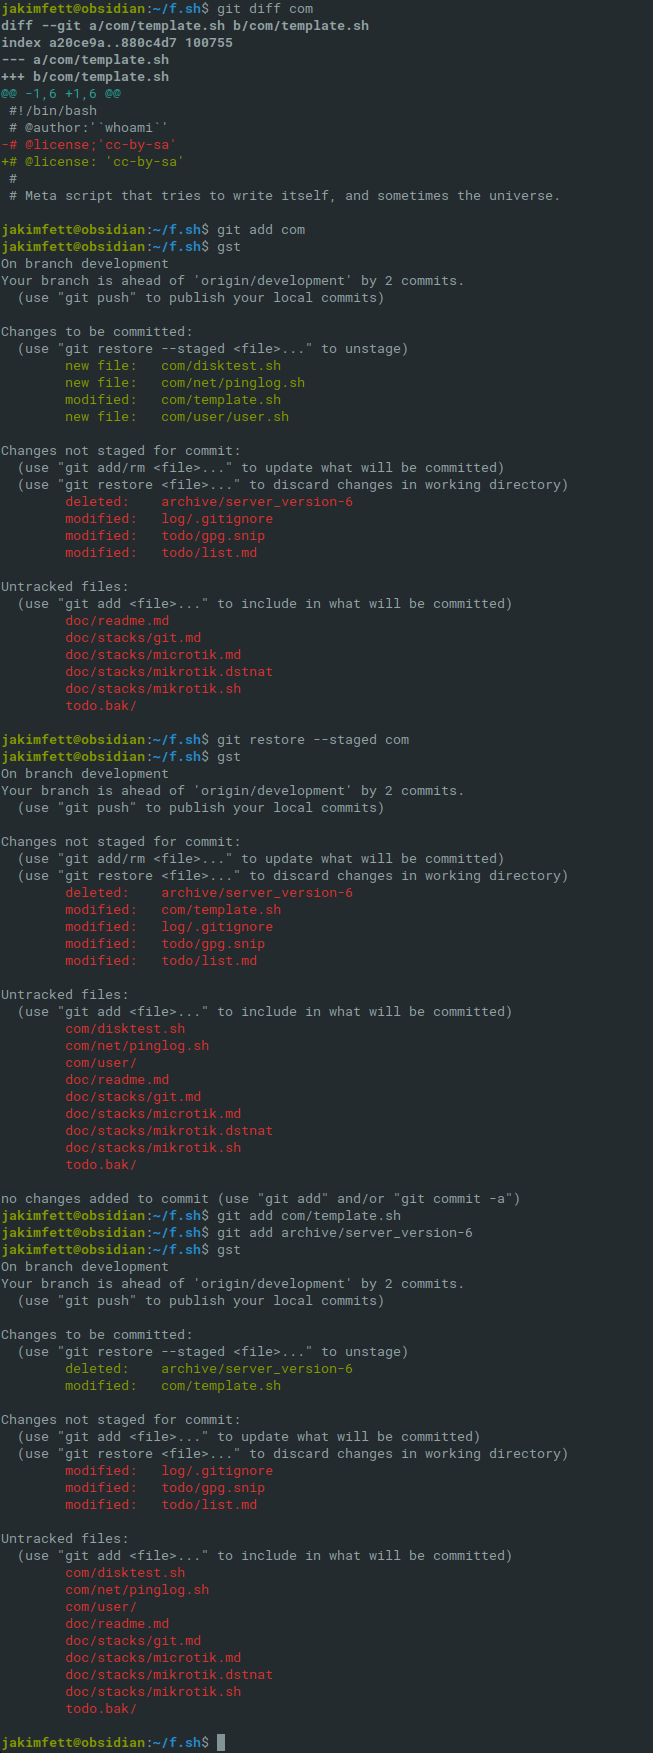 jakimfett@obsidian:~/f.sh$ git diff com
diff --git a/com/template.sh b/com/template.sh
index a20ce9a..880c4d7 100755
--- a/com/template.sh
+++ b/com/template.sh
@@ -1,6 +1,6 @@
 #!/bin/bash
 # @author:'`whoami`'
-# @license;'cc-by-sa'
+# @license: 'cc-by-sa'
 #
 # Meta script that tries to write itself, and sometimes the universe.
jakimfett@obsidian:~/f.sh$ git add com
jakimfett@obsidian:~/f.sh$ gst
On branch development
Your branch is ahead of 'origin/development' by 2 commits.
  (use "git push" to publish your local commits)
Changes to be committed:
  (use "git restore --staged <file>..." to unstage)
        new file:   com/disktest.sh
        new file:   com/net/pinglog.sh
        modified:   com/template.sh
        new file:   com/user/user.sh
Changes not staged for commit:
  (use "git add/rm <file>..." to update what will be committed)
  (use "git restore <file>..." to discard changes in working directory)
        deleted:    archive/server_version-6
        modified:   log/.gitignore
        modified:   todo/gpg.snip
        modified:   todo/list.md
Untracked files:
  (use "git add <file>..." to include in what will be committed)
        doc/readme.md
        doc/stacks/git.md
        doc/stacks/microtik.md
        doc/stacks/mikrotik.dstnat
        doc/stacks/mikrotik.sh
        todo.bak/
jakimfett@obsidian:~/f.sh$ git restore --staged com
jakimfett@obsidian:~/f.sh$ gst
On branch development
Your branch is ahead of 'origin/development' by 2 commits.
  (use "git push" to publish your local commits)
Changes not staged for commit:
  (use "git add/rm <file>..." to update what will be committed)
  (use "git restore <file>..." to discard changes in working directory)
        deleted:    archive/server_version-6
        modified:   com/template.sh
        modified:   log/.gitignore
        modified:   todo/gpg.snip
        modified:   todo/list.md
Untracked files:
  (use "git add <file>..." to include in what will be committed)
        com/disktest.sh
        com/net/pinglog.sh
        com/user/
        doc/readme.md
        doc/stacks/git.md
        doc/stacks/microtik.md
        doc/stacks/mikrotik.dstnat
        doc/stacks/mikrotik.sh
        todo.bak/
no changes added to commit (use "git add" and/or "git commit -a")
jakimfett@obsidian:~/f.sh$ git add com/template.sh
jakimfett@obsidian:~/f.sh$ git add archive/server_version-6
jakimfett@obsidian:~/f.sh$ gst
On branch development
Your branch is ahead of 'origin/development' by 2 commits.
  (use "git push" to publish your local commits)
Changes to be committed:
  (use "git restore --staged <file>..." to unstage)
        deleted:    archive/server_version-6
        modified:   com/template.sh
Changes not staged for commit:
  (use "git add <file>..." to update what will be committed)
  (use "git restore <file>..." to discard changes in working directory)
        modified:   log/.gitignore
        modified:   todo/gpg.snip
        modified:   todo/list.md
Untracked files:
  (use "git add <file>..." to include in what will be committed)
        com/disktest.sh
        com/net/pinglog.sh
        com/user/
        doc/readme.md
        doc/stacks/git.md
        doc/stacks/microtik.md
        doc/stacks/mikrotik.dstnat
        doc/stacks/mikrotik.sh
        todo.bak/
jakimfett@obsidian:~/f.sh$